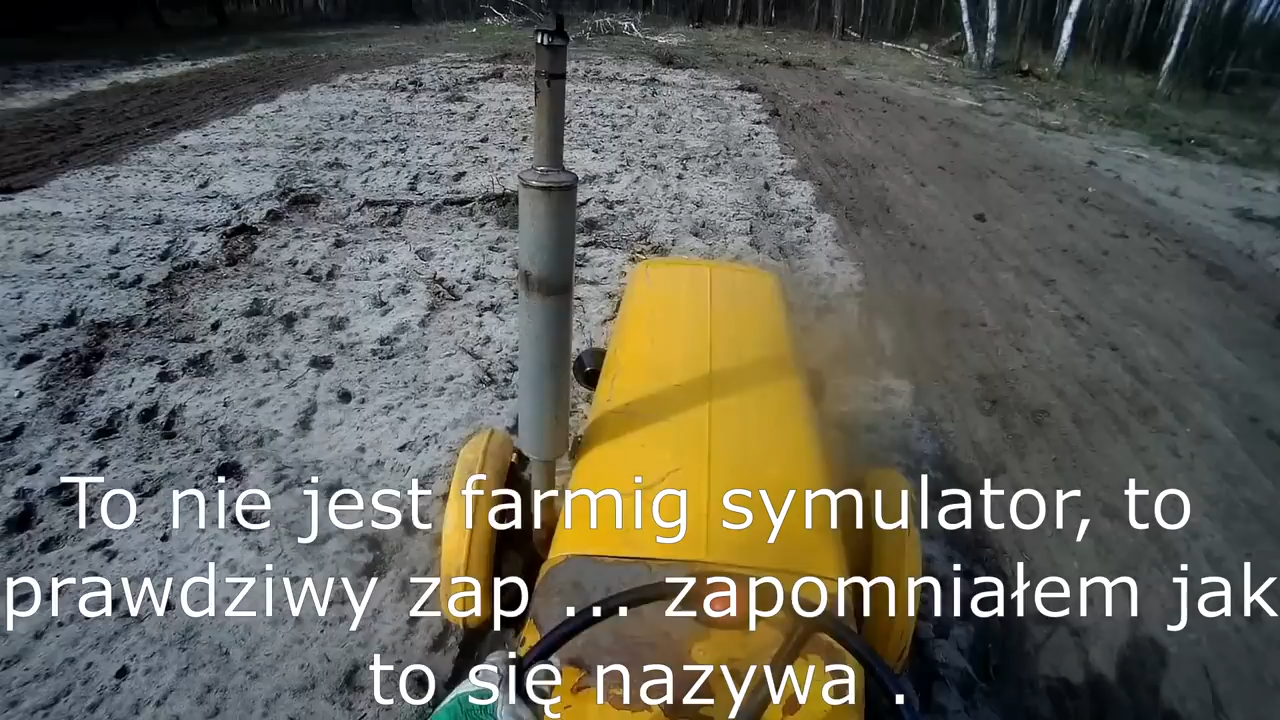 To nie jest farmig symulator, to
prawdziwy zap ... zapomniałem jak
to się nazywa .